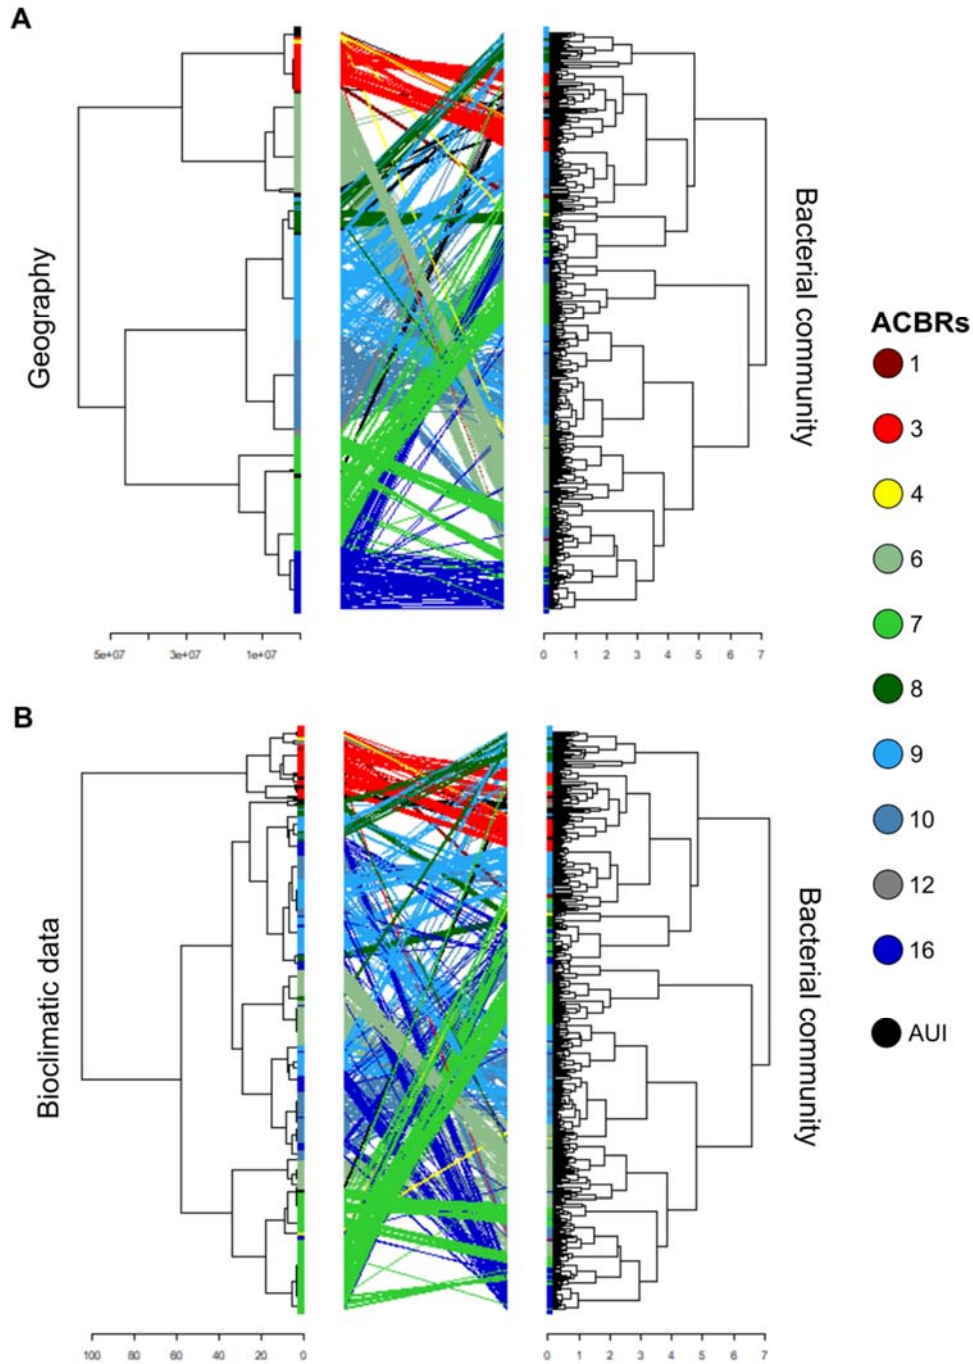 A
Geography
Bacterial community
5e+07 3e+07 1e+07
0 1 2 3 4 5 6 7
ACBRs
1
3
4
6
7
8
9
10
12
16
AUI
B
Bioclimatic data
Bacterial community
100 80 60 40 20 0
0 1 2 3 4 5 6 7